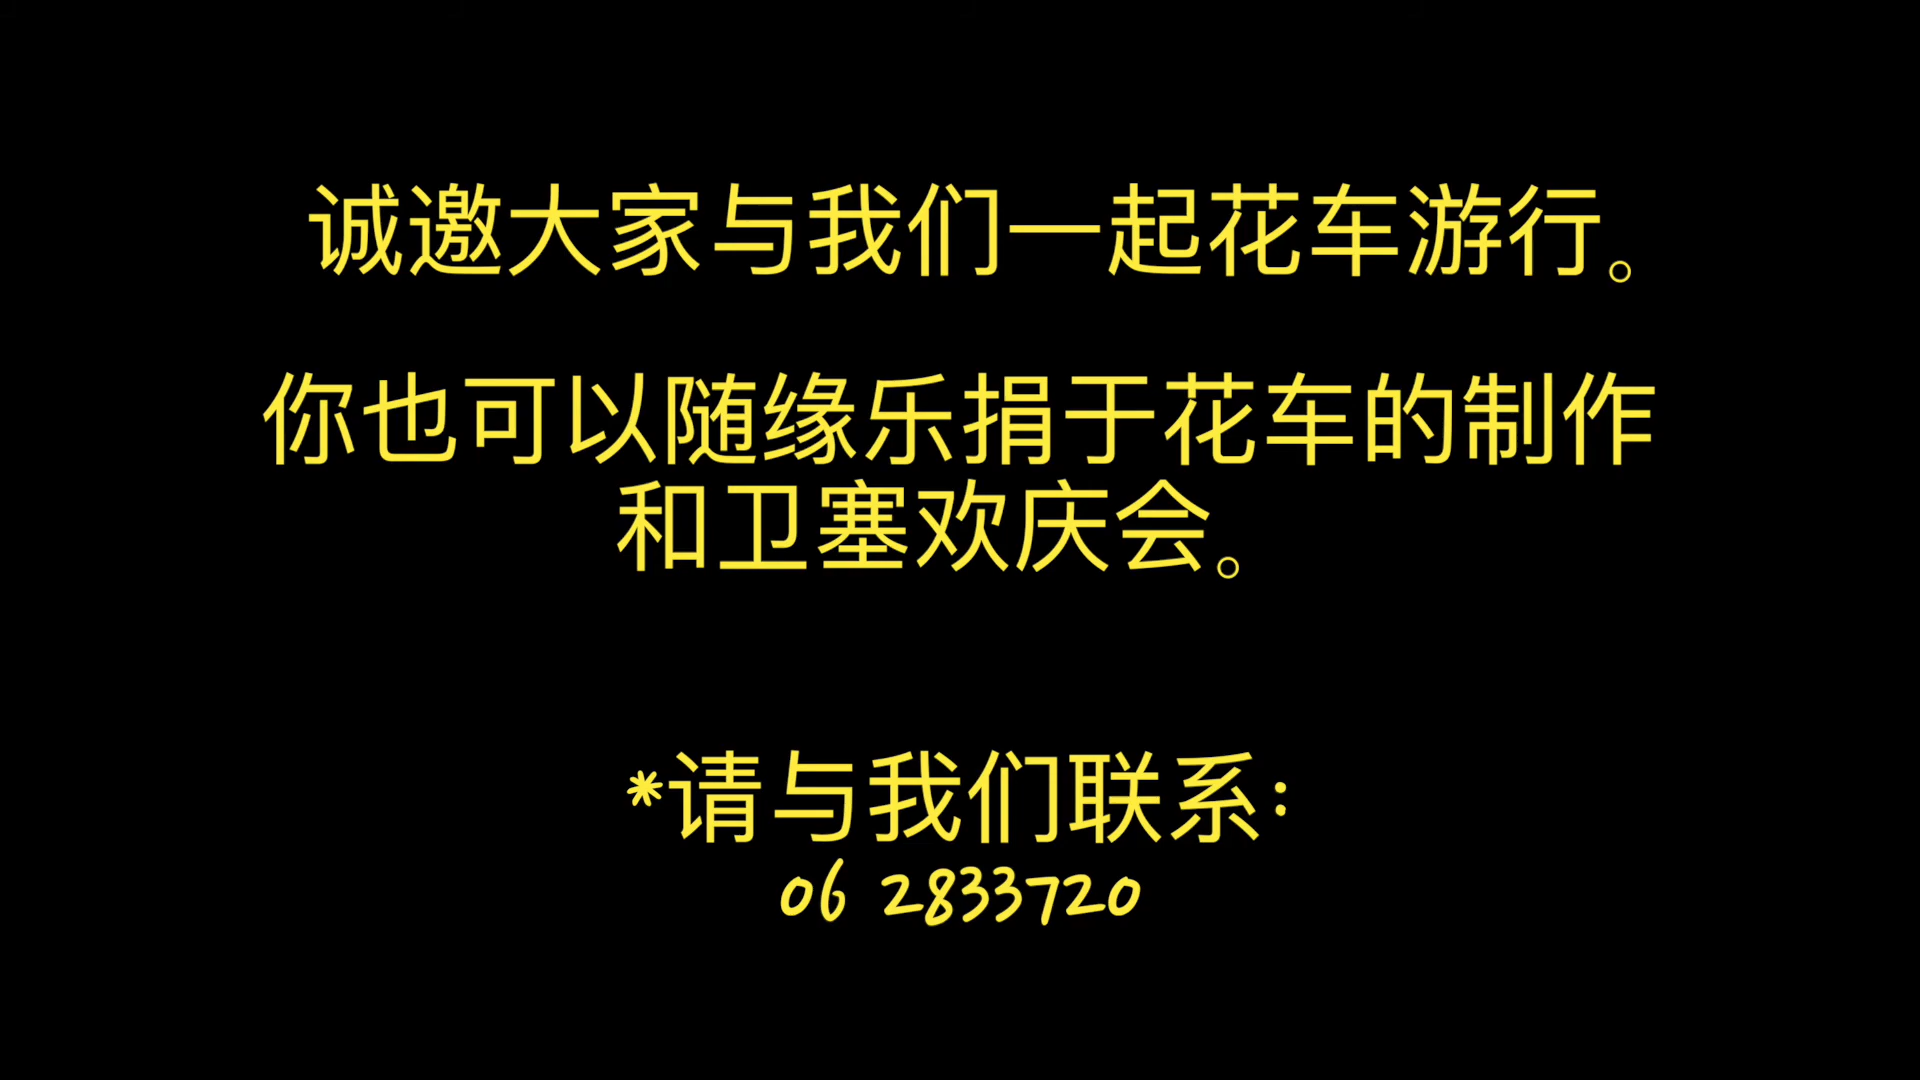 诚邀大家与我们一起花车游行。
你也可以随缘乐捐于花车的制作
和卫塞欢庆会。
*请与我们联系:
06 2833720